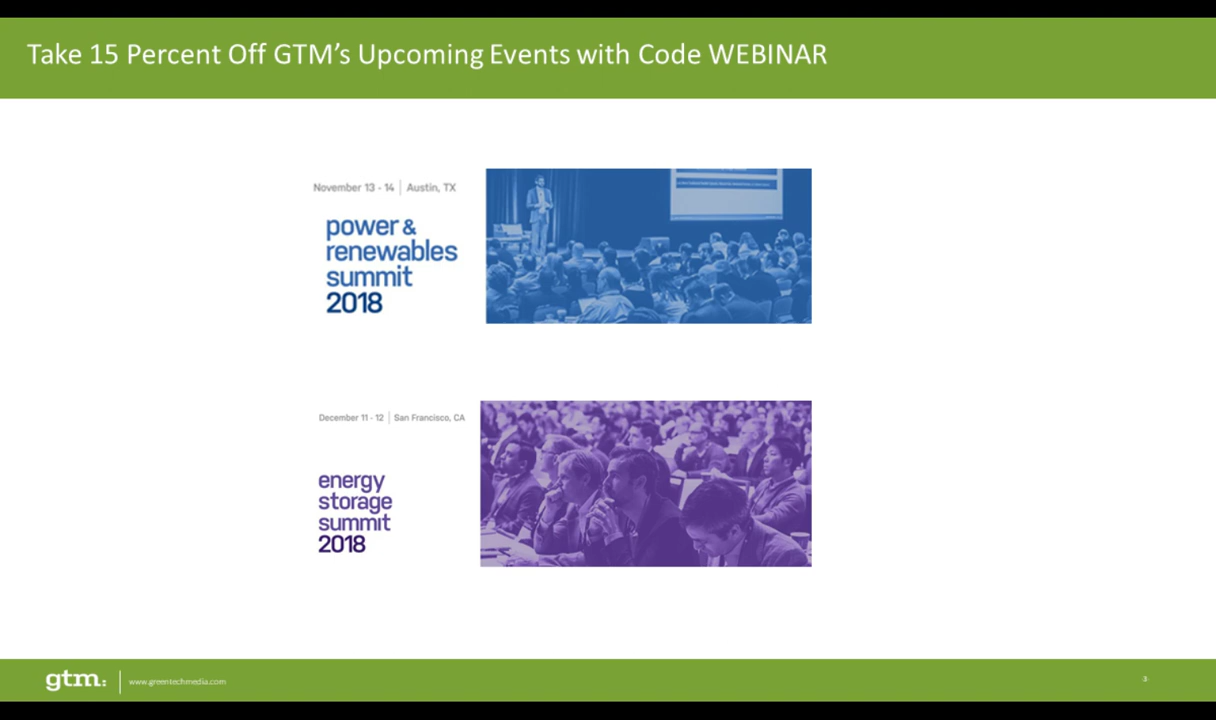 Take 15 Percent Off GTM's Upcoming Events with Code WEBINAR
November 13 - 14 | Austin, TX
power &
renewables
summit
2018
December 11 - 12 | San Francisco, CA
energy
storage
summit
2018
gtm: | www.greentechmedia.com
3